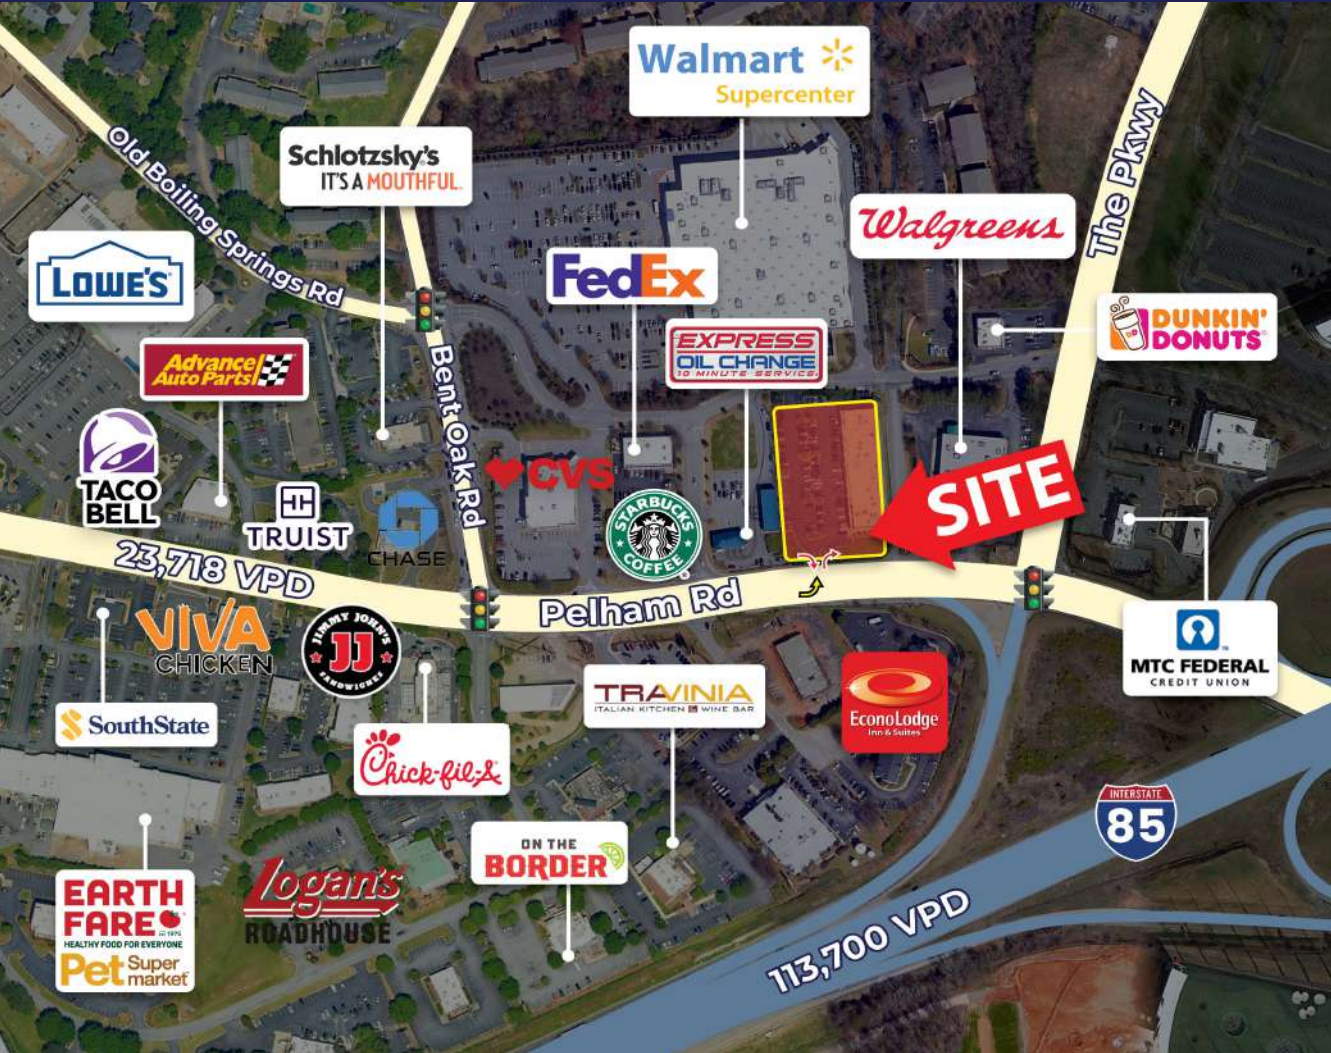 Walmart
Supercenter
Old Boiling Springs Rd
Schlotzsky's
IT'S A MOUTHFUL.
The Pkwy
Walgreens
LOWE'S
FedEx
DUNKIN'
DONUTS
DD
EXPRESS
OIL CHANGE
10 MINUTE SERVICE
Advance
Auto Parts
Bent Oak Rd
TACO
BELL
TRUIST
CHASE
CVS
STARBUCKS
COFFEE
SITE
23,718 VPD
Pelham Rd
VIVA
CHICKEN
JIMMY JOHN'S
JJ
SANDWICHES
MTC FEDERAL
CREDIT UNION
SouthState
Chick-fil-A
TRAVINIA
ITALIAN KITCHEN & WINE BAR
EconoLodge
Inn & Suites
INTERSTATE
85
ON THE
BORDER
EARTH
FARE
HEALTHY FOOD FOR EVERYONE
Pet Super
market
Logan's
ROADHOUSE
113,700 VPD